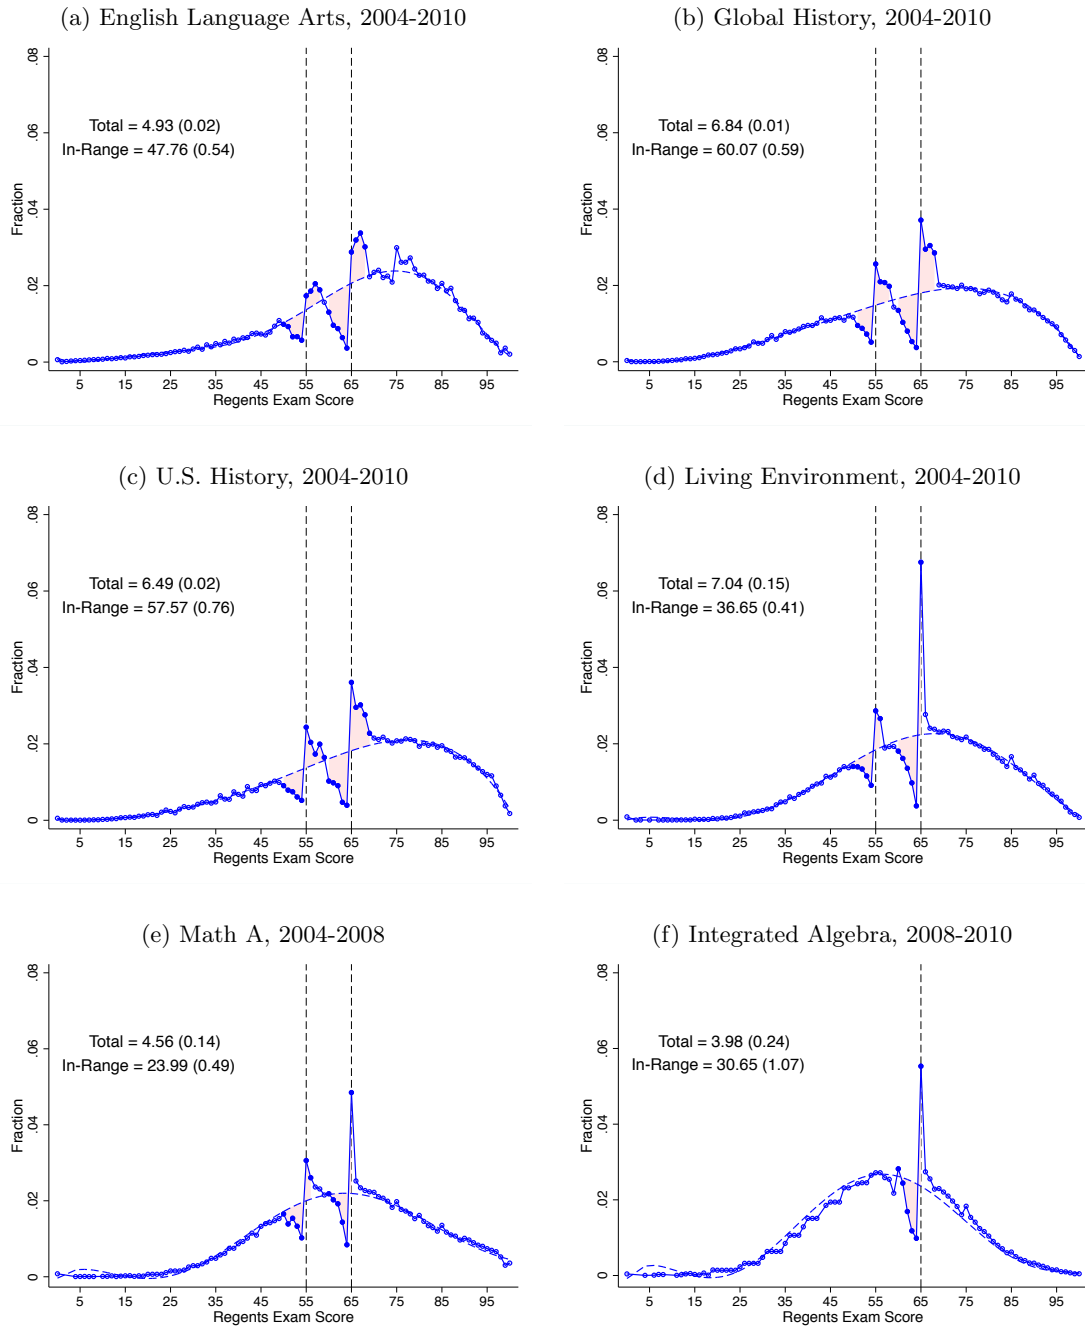 (a) English Language Arts, 2004-2010
.08
.06
.04
.02
0
Fraction
Total = 4.93 (0.02)
In-Range = 47.76 (0.54)
5 15 25 35 45 55 65 75 85 95
Regents Exam Score
(b) Global History, 2004-2010
.08
.06
.04
.02
0
Fraction
Total = 6.84 (0.01)
In-Range = 60.07 (0.59)
5 15 25 35 45 55 65 75 85 95
Regents Exam Score
(c) U.S. History, 2004-2010
.08
.06
.04
.02
0
Fraction
Total = 6.49 (0.02)
In-Range = 57.57 (0.76)
5 15 25 35 45 55 65 75 85 95
Regents Exam Score
(d) Living Environment, 2004-2010
.08
.06
.04
.02
0
Fraction
Total = 7.04 (0.15)
In-Range = 36.65 (0.41)
5 15 25 35 45 55 65 75 85 95
Regents Exam Score
(e) Math A, 2004-2008
.08
.06
.04
.02
0
Fraction
Total = 4.56 (0.14)
In-Range = 23.99 (0.49)
5 15 25 35 45 55 65 75 85 95
Regents Exam Score
(f) Integrated Algebra, 2008-2010
.08
.06
.04
.02
0
Fraction
Total = 3.98 (0.24)
In-Range = 30.65 (1.07)
5 15 25 35 45 55 65 75 85 95
Regents Exam Score